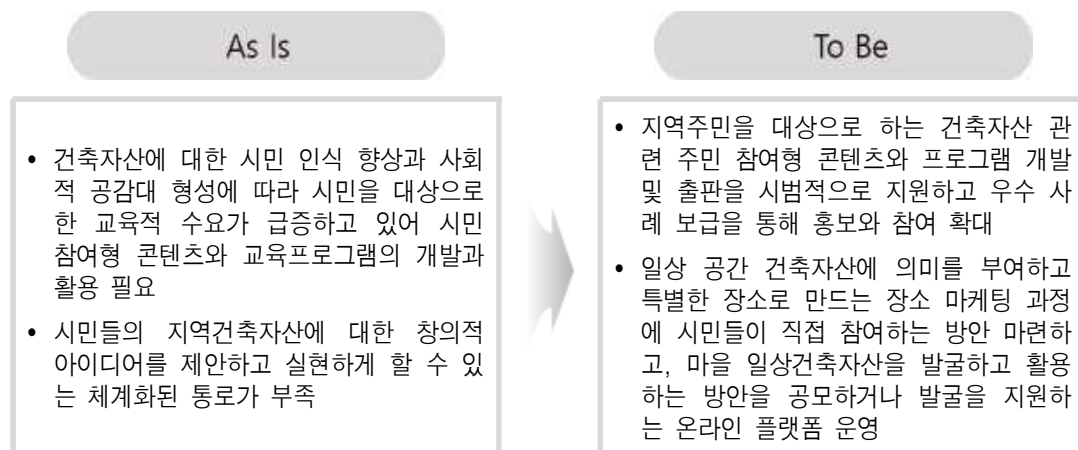 As Is
• 건축자산에 대한 시민 인식 향상과 사회
적 공감대 형성에 따라 시민을 대상으로
한 교육적 수요가 급증하고 있어 시민
참여형 콘텐츠와 교육프로그램의 개발과
활용 필요
• 시민들의 지역건축자산에 대한 창의적
아이디어를 제안하고 실현하게 할 수 있
는 체계화된 통로가 부족
To Be
• 지역주민을 대상으로 하는 건축자산 관
련 주민 참여형 콘텐츠와 프로그램 개발
및 출판을 시범적으로 지원하고 우수 사
례 보급을 통해 홍보와 참여 확대
• 일상 공간 건축자산에 의미를 부여하고
특별한 장소로 만드는 장소 마케팅 과정
에 시민들이 직접 참여하는 방안 마련하
고, 마을 일상건축자산을 발굴하고 활용
하는 방안을 공모하거나 발굴을 지원하
는 온라인 플랫폼 운영